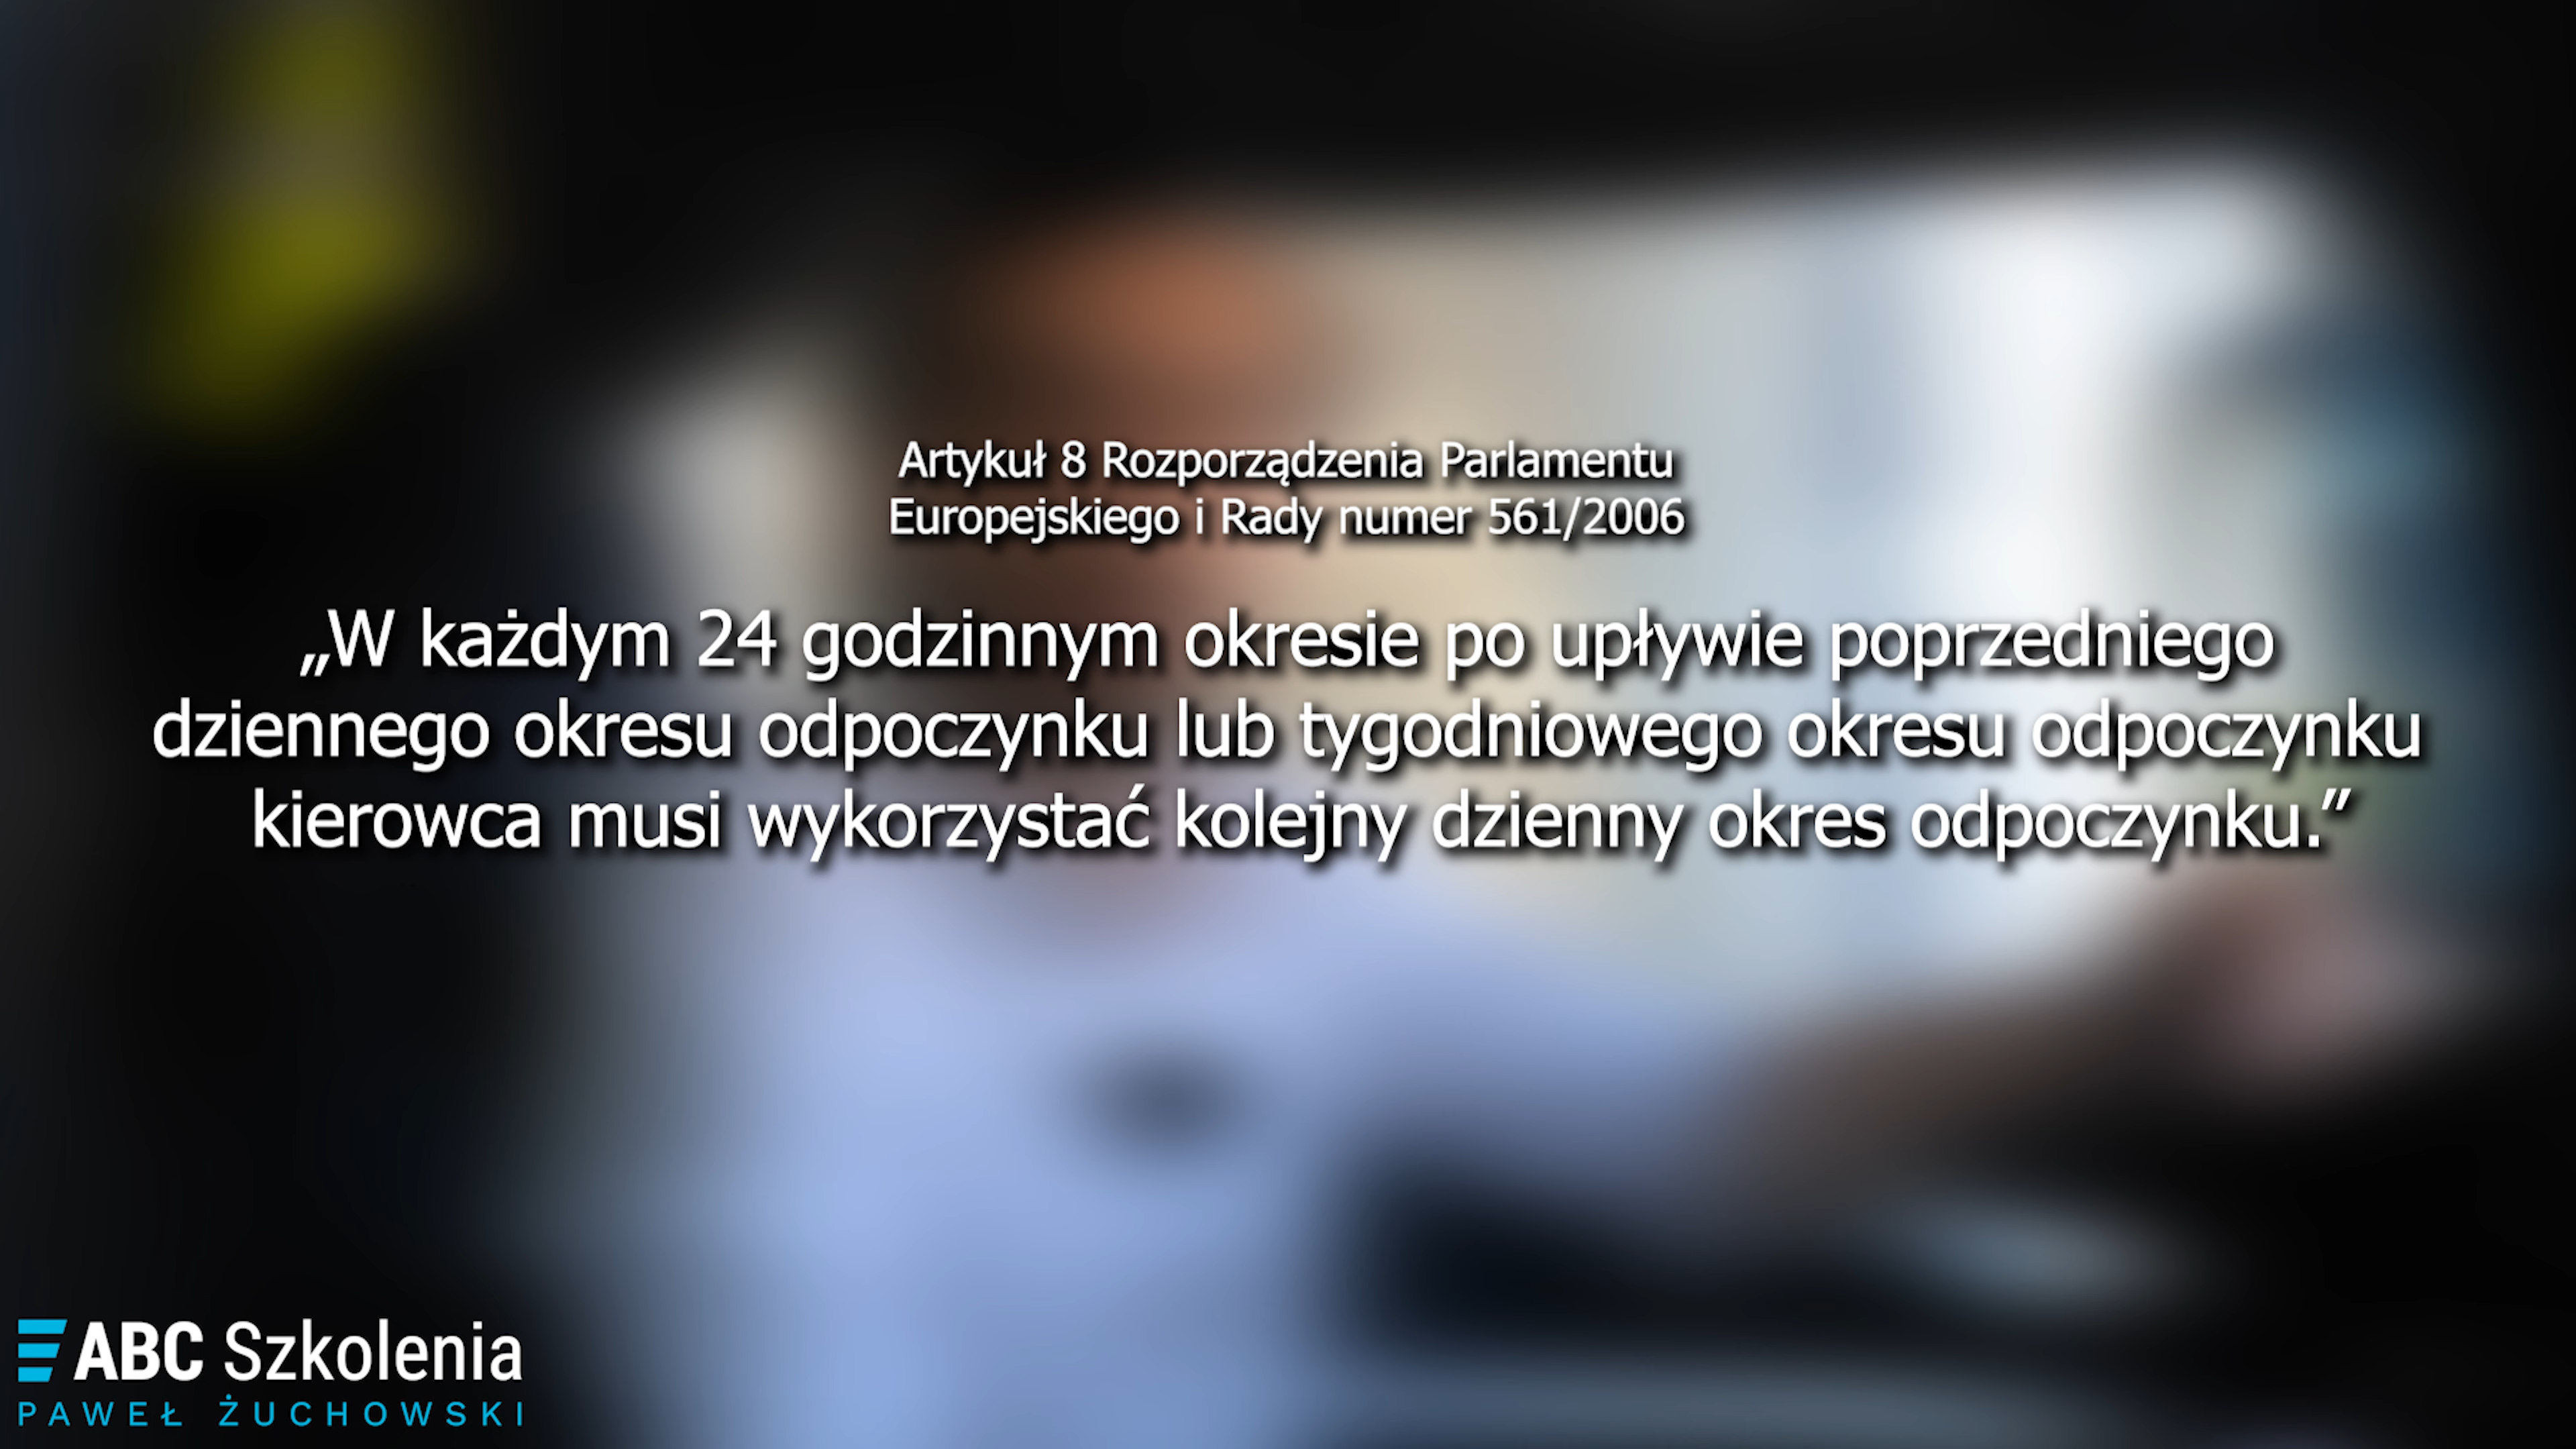 Artykuł 8 Rozporządzenia Parlamentu
Europejskiego i Rady numer 561/2006
„W każdym 24 godzinnym okresie po upływie poprzedniego
dziennego okresu odpoczynku lub tygodniowego okresu odpoczynku
kierowca musi wykorzystać kolejny dzienny okres odpoczynku.”
ABC Szkolenia
PAWEŁ ŻUCHOWSKI